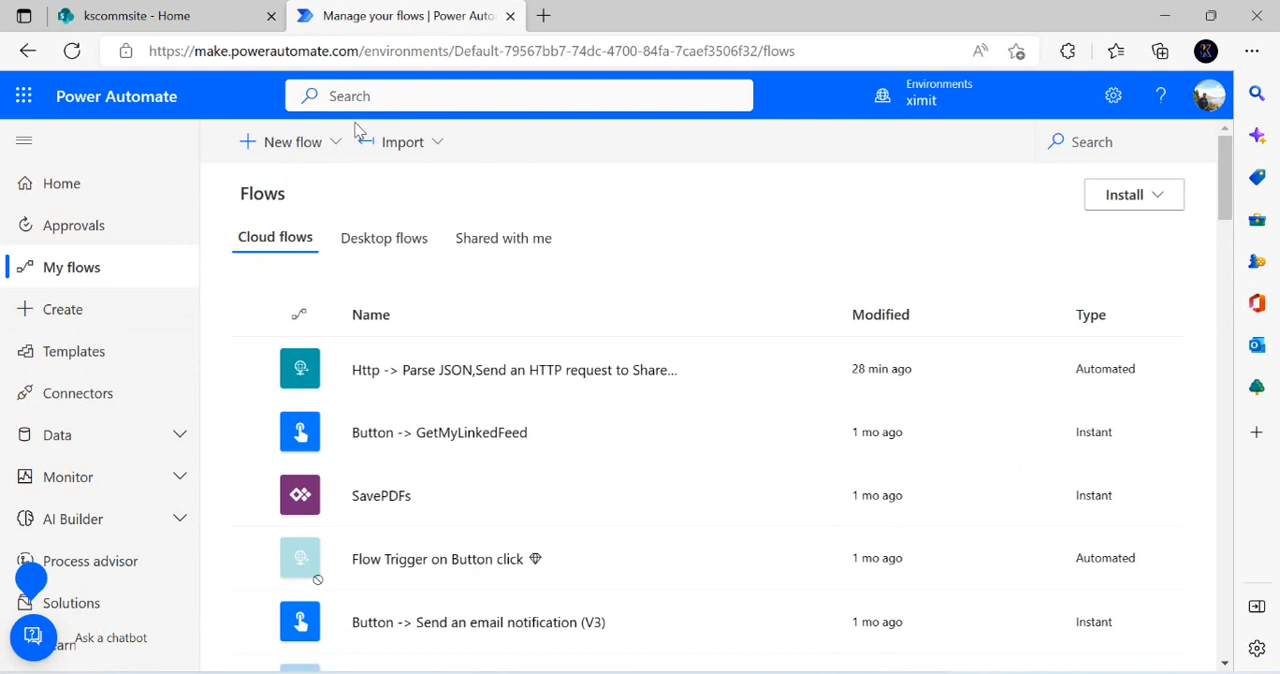 kscommsite - Home
Manage your flows | Power Auto
https://make.powerautomate.com/environments/Default-79567bb7-74dc-4700-84fa-7caef3506f32/flows
Power Automate
Search
Environments
ximit
New flow
Import
Search
Home
Approvals
My flows
Create
Templates
Connectors
Data
Monitor
AI Builder
Process advisor
Solutions
Ask a chatbot
Flows
Install
Cloud flows
Desktop flows
Shared with me
Name
Modified
Type
Http -> Parse JSON,Send an HTTP request to Share...
28 min ago
Automated
Button -> GetMyLinkedFeed
1 mo ago
Instant
SavePDFs
1 mo ago
Instant
Flow Trigger on Button click
1 mo ago
Automated
Button -> Send an email notification (V3)
1 mo ago
Instant